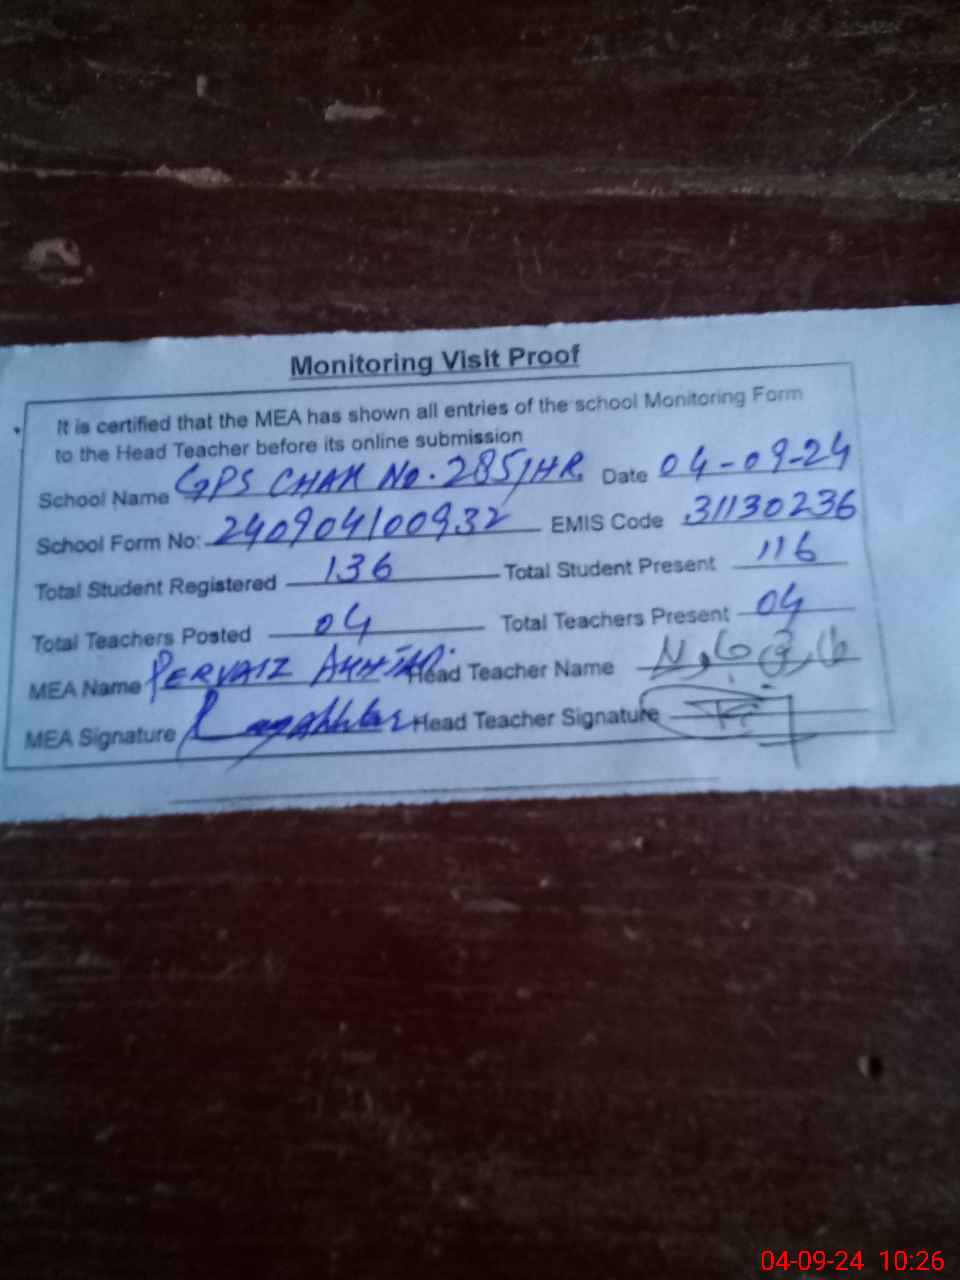 Monitoring Visit Proof
It is certified that the MEA has shown all entries of the school Monitoring Form
to the Head Teacher before its online submission
School Name GPS CHAK No. 285/HR Date 04-09-24
School Form No: 240904100932 EMIS Code 31130236
Total Student Registered 136 Total Student Present 116
Total Teachers Posted 04 Total Teachers Present 04
MEA Name PERVAIZ AKHTAR Head Teacher Name
MEA Signature Head Teacher Signature
04-09-24 10:26